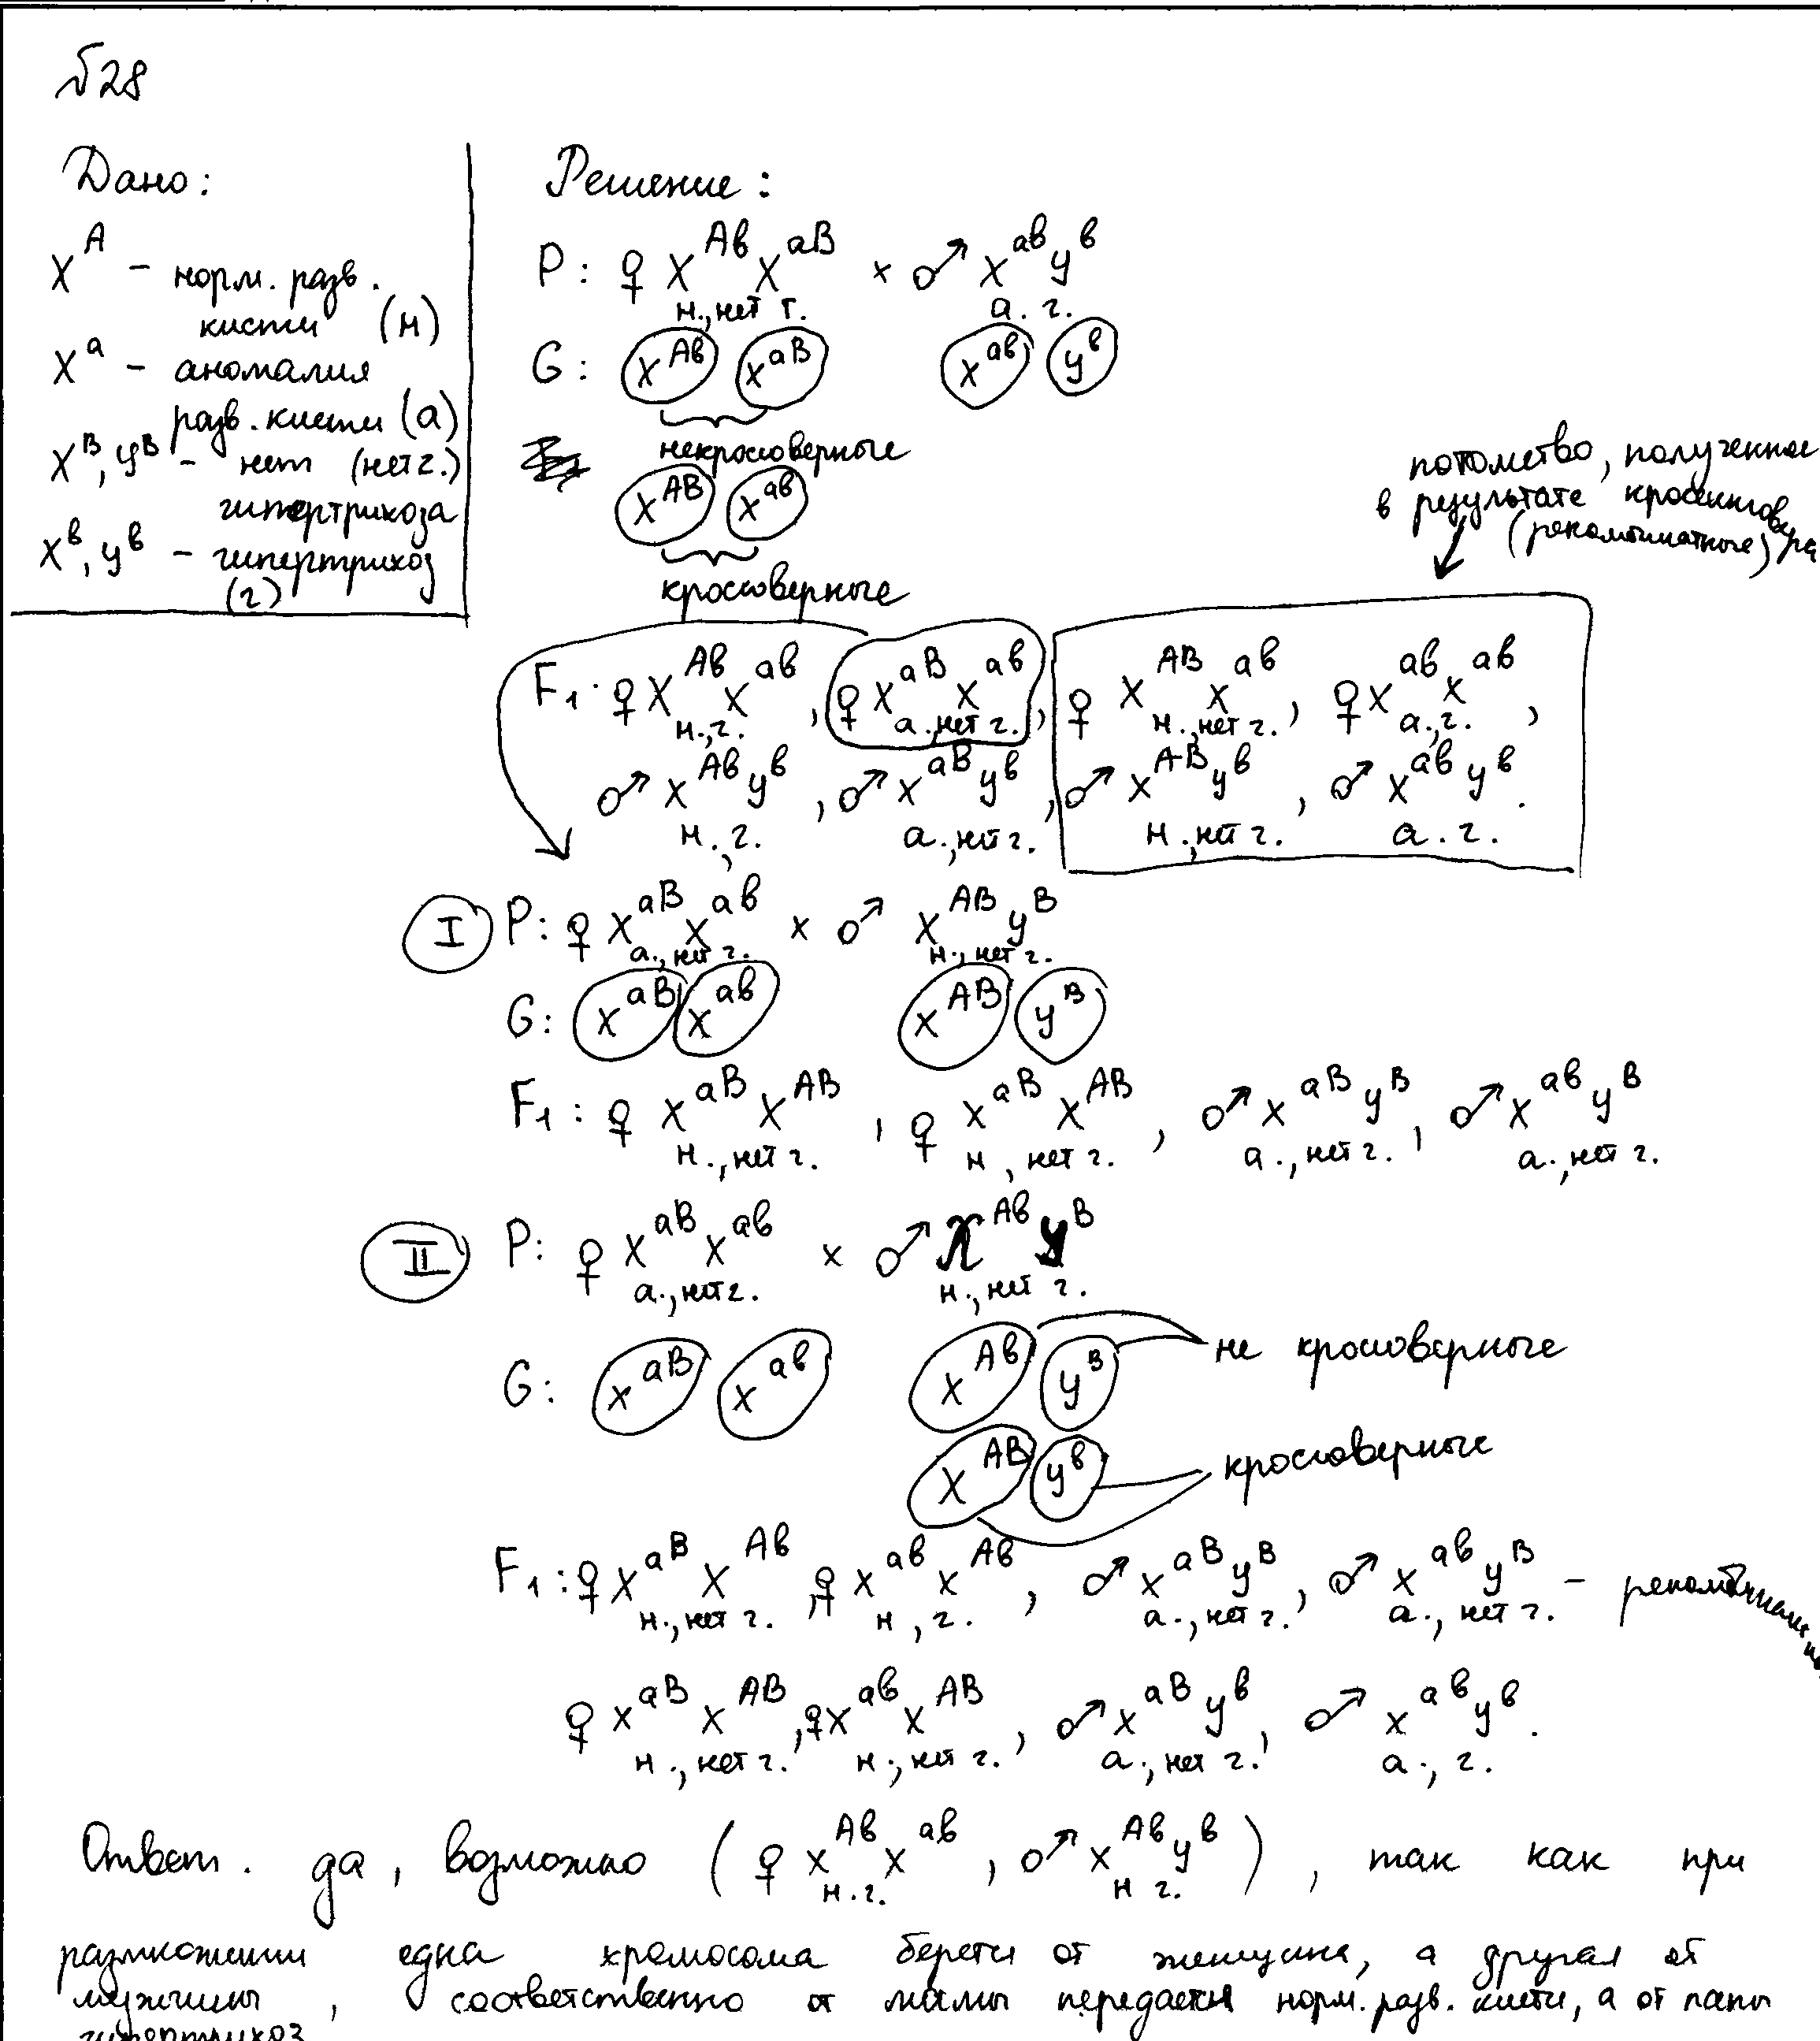 №28
Дано:
X^A – норм. разв.
кисти (н)
X^a – аномалия
разв. кисти (а)
X^B, y^B – нет (нет г.)
гипертрихоза
X^b, y^b – гипертрихоз
(г)
Решение:
P: ♀ X^Ab X^aB × ♂ X^ab y^b
н., нет г. а. г.
G: X^Ab X^aB X^ab y^b
некроссоверные
X^AB X^ab
кроссоверные
потомство, полученное
в результате кроссинговера
(рекомбинатные)
F1: ♀ X^Ab X^ab, ♀ X^aB X^ab, ♀ X^AB X^ab, ♀ X^ab X^ab,
н., г. а., нет г. н., нет г. а., г.
♂ X^Ab y^b, ♂ X^aB y^b, ♂ X^AB y^b, ♂ X^ab y^b.
н., г. а., нет г. н., нет г. а. г.
I P: ♀ X^aB X^ab × ♂ X^AB y^B
а., нет г. н., нет г.
G: X^aB X^ab X^AB y^B
F1: ♀ X^aB X^AB, ♀ X^aB X^AB, ♂ X^aB y^B, ♂ X^ab y^B
н., нет г. н, нет г. а., нет г. а., нет г.
II P: ♀ X^aB X^ab × ♂ X^Ab y^B
а., нет г. н., нет г.
G: X^aB X^ab X^Ab y^B не кроссоверные
X^AB y^b кроссоверные
F1: ♀ X^aB X^Ab, ♀ X^ab X^Ab, ♂ X^aB y^B, ♂ X^ab y^B –
н., нет г. н, г. а., нет г. а., нет г.
♀ X^aB X^AB, ♀ X^ab X^AB, ♂ X^aB y^b, ♂ X^ab y^b.
н., нет г. н., нет г. а., нет г. а., г.
Ответ. да, возможно (♀ X^Ab X^ab, ♂ X^Ab y^b), так как при
н. г. н г.
размножении одна хромосома берется от женщины, а другая от
мужчины, соответственно от мамы передается норм. разв. кисти, а от папы
гипертрихоз